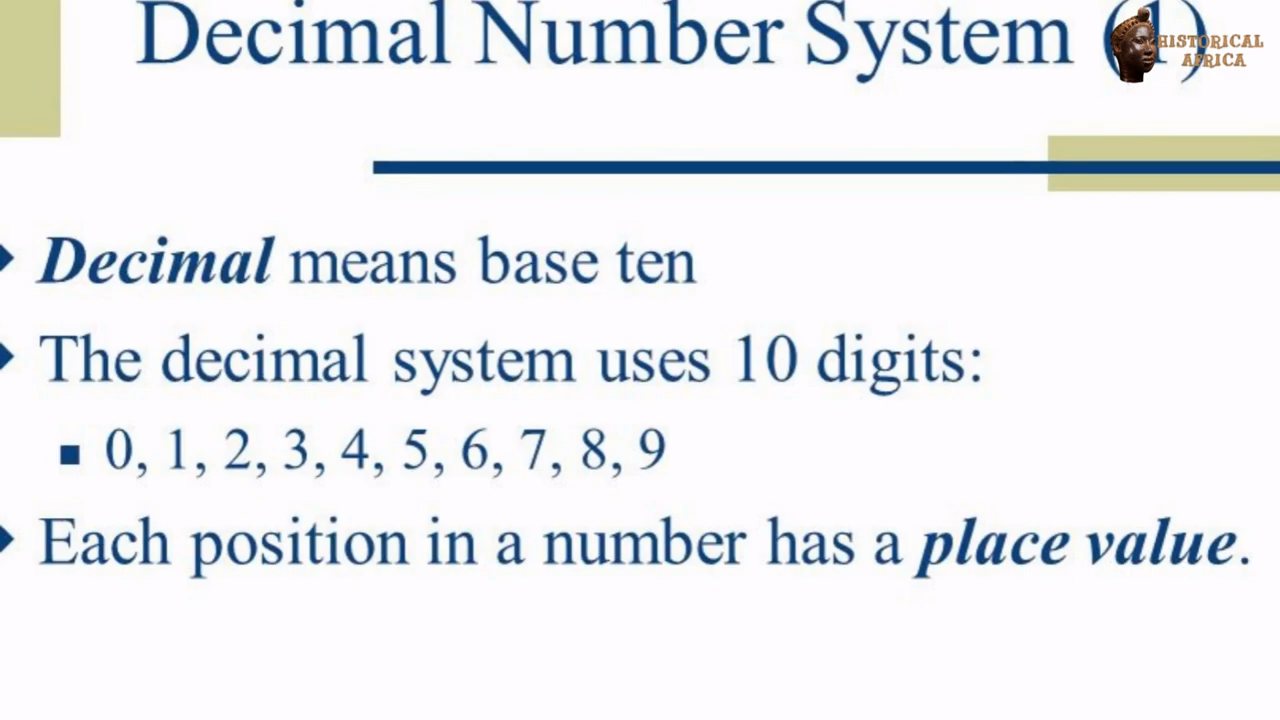 Decimal Number System (1)
HISTORICAL
AFRICA
Decimal means base ten
The decimal system uses 10 digits:
0, 1, 2, 3, 4, 5, 6, 7, 8, 9
Each position in a number has a place value.